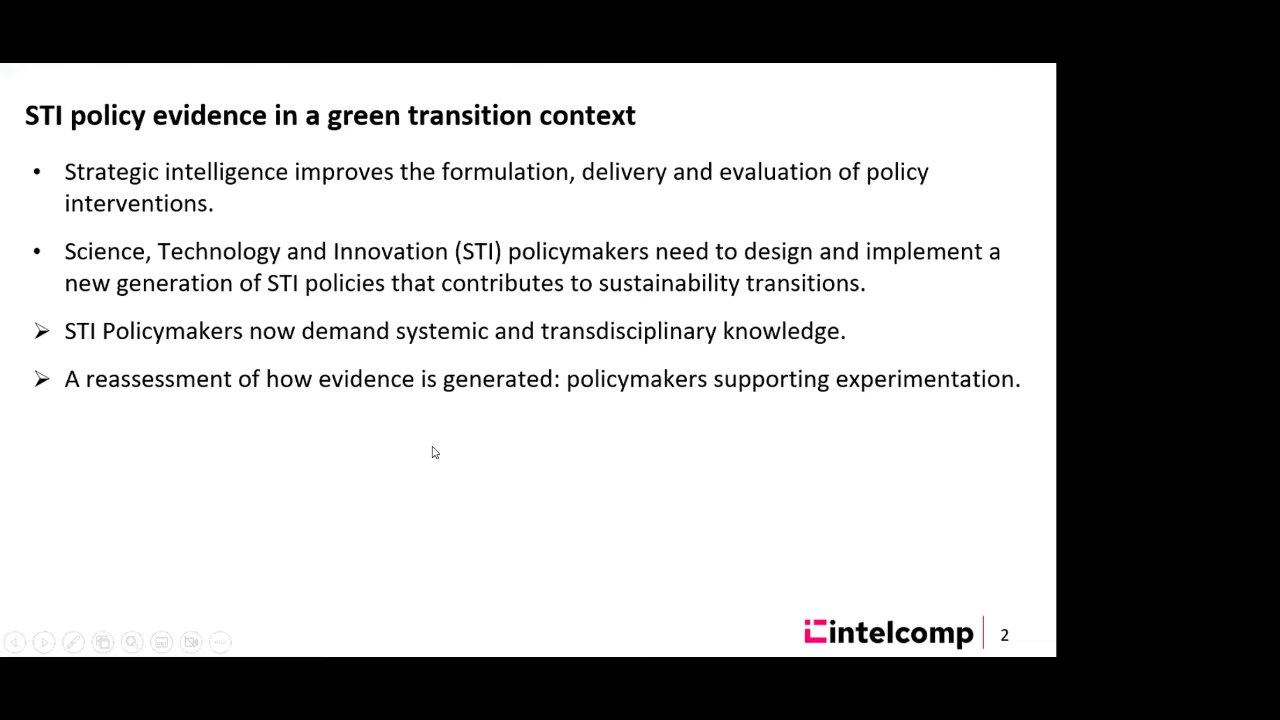 STI policy evidence in a green transition context
• Strategic intelligence improves the formulation, delivery and evaluation of policy
interventions.
• Science, Technology and Innovation (STI) policymakers need to design and implement a
new generation of STI policies that contributes to sustainability transitions.
➢ STI Policymakers now demand systemic and transdisciplinary knowledge.
➢ A reassessment of how evidence is generated: policymakers supporting experimentation.
intelcomp
2